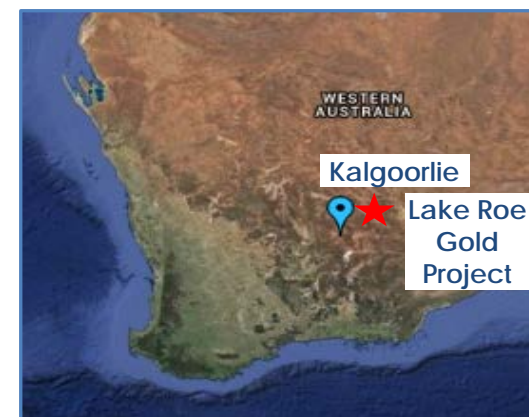 WESTERN
AUSTRALIA
Kalgoorlie
Lake Roe
Gold
Project